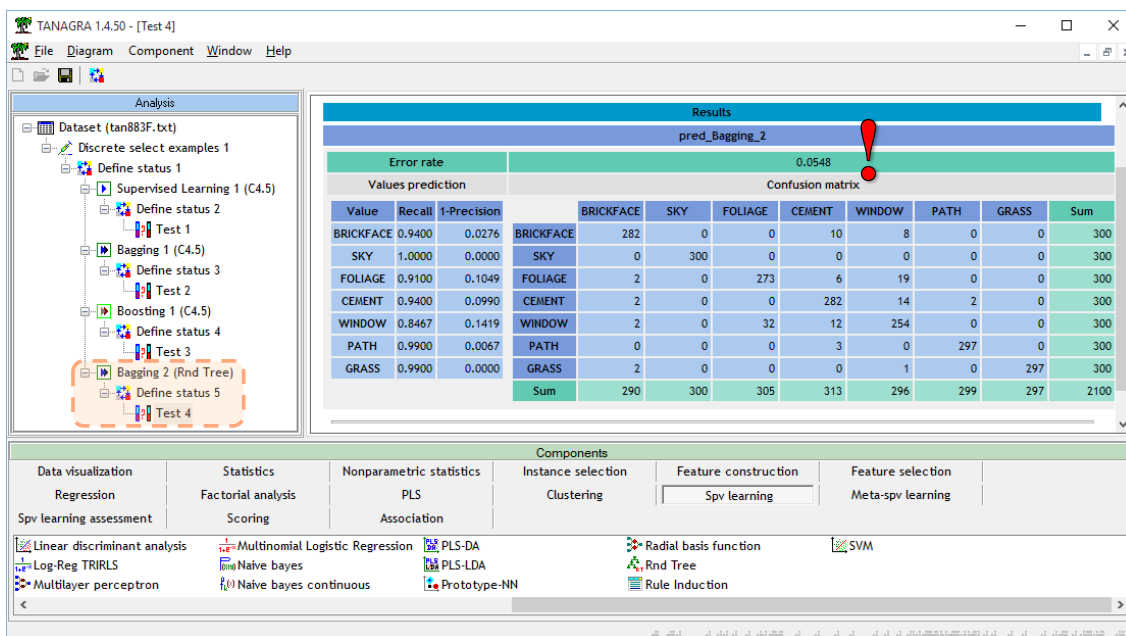 TANAGRA 1.4.50 - [Test 4]
File Diagram Component Window Help
Analysis
Dataset (tan883F.txt)
Discrete select examples 1
Define status 1
Supervised Learning 1 (C4.5)
Define status 2
Test 1
Bagging 1 (C4.5)
Define status 3
Test 2
Boosting 1 (C4.5)
Define status 4
Test 3
Bagging 2 (Rnd Tree)
Define status 5
Test 4
Results
pred_Bagging_2
Error rate 0.0548
Values prediction Confusion matrix
Value Recall 1-Precision
BRICKFACE 0.9400 0.0276
SKY 1.0000 0.0000
FOLIAGE 0.9100 0.1049
CEMENT 0.9400 0.0990
WINDOW 0.8467 0.1419
PATH 0.9900 0.0067
GRASS 0.9900 0.0000
BRICKFACE SKY FOLIAGE CEMENT WINDOW PATH GRASS Sum
BRICKFACE 282 0 0 10 8 0 0 300
SKY 0 300 0 0 0 0 0 300
FOLIAGE 2 0 273 6 19 0 0 300
CEMENT 2 0 0 282 14 2 0 300
WINDOW 2 0 32 12 254 0 0 300
PATH 0 0 0 3 0 297 0 300
GRASS 2 0 0 0 1 0 297 300
Sum 290 300 305 313 296 299 297 2100
Components
Data visualization Statistics Nonparametric statistics Instance selection Feature construction Feature selection
Regression Factorial analysis PLS Clustering Spv learning Meta-spv learning
Spv learning assessment Scoring Association
Linear discriminant analysis Multinomial Logistic Regression PLS-DA Radial basis function SVM
Log-Reg TRIRLS Naive bayes PLS-LDA Rnd Tree
Multilayer perceptron Naive bayes continuous Prototype-NN Rule Induction